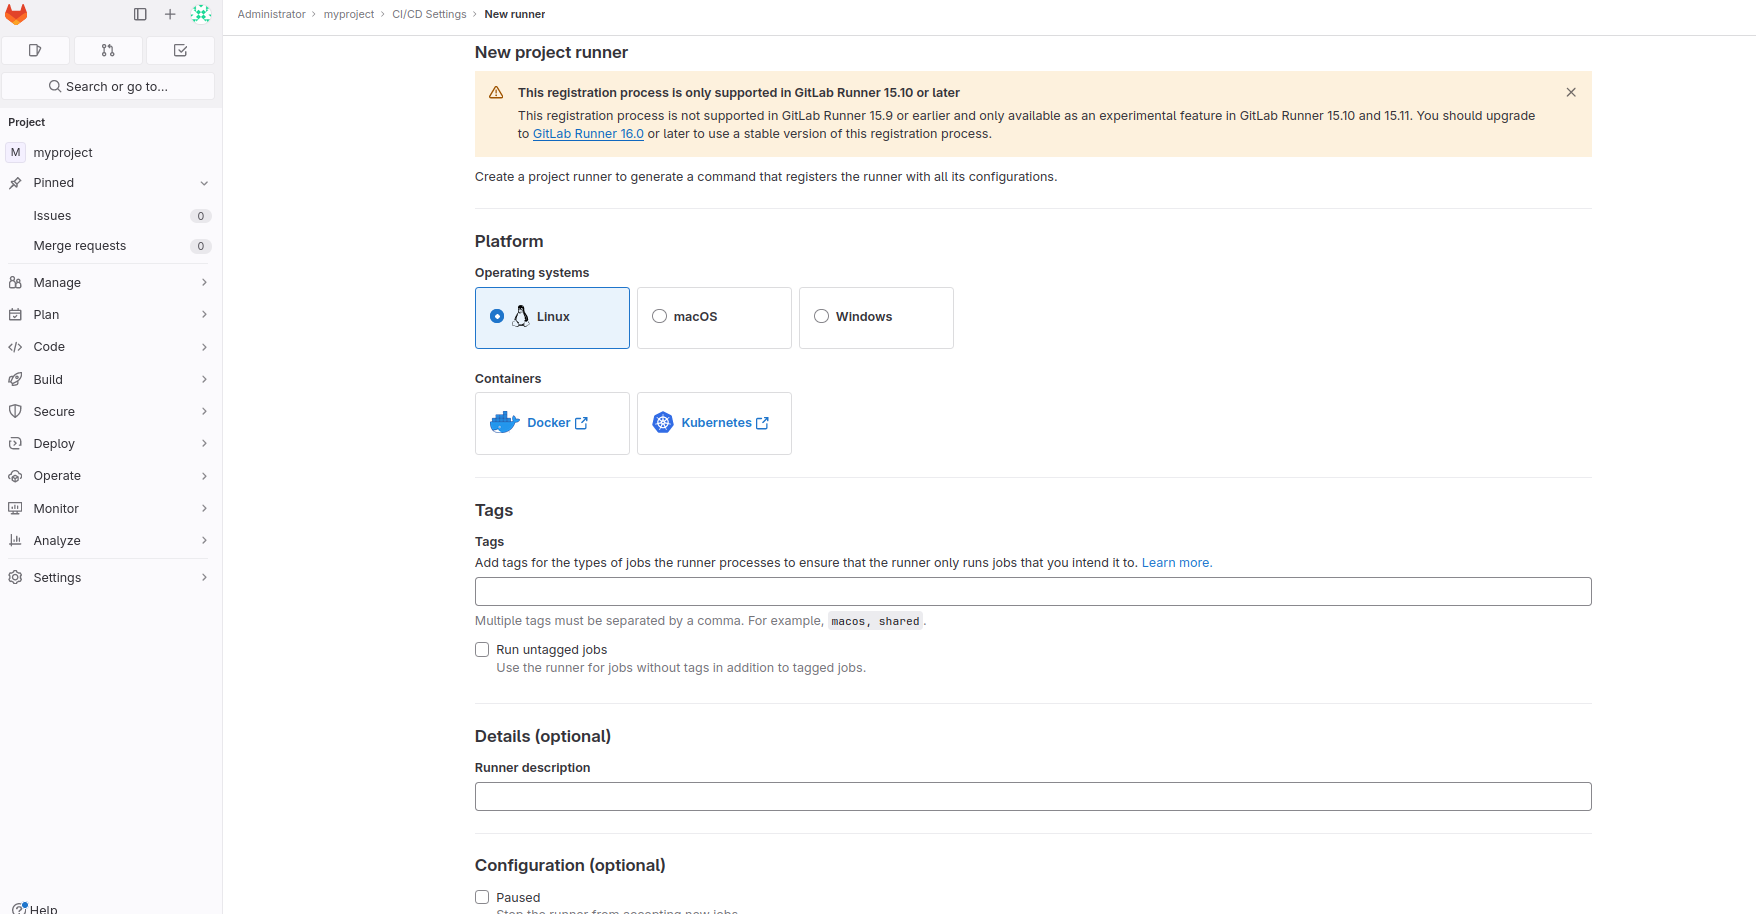 Administrator › myproject › CI/CD Settings › New runner
Search or go to...
Project
M myproject
Pinned
Issues 0
Merge requests 0
Manage
Plan
Code
Build
Secure
Deploy
Operate
Monitor
Analyze
Settings
Help
New project runner
This registration process is only supported in GitLab Runner 15.10 or later
This registration process is not supported in GitLab Runner 15.9 or earlier and only available as an experimental feature in GitLab Runner 15.10 and 15.11. You should upgrade
to GitLab Runner 16.0 or later to use a stable version of this registration process.
Create a project runner to generate a command that registers the runner with all its configurations.
Platform
Operating systems
Linux macOS Windows
Containers
Docker Kubernetes
Tags
Tags
Add tags for the types of jobs the runner processes to ensure that the runner only runs jobs that you intend it to. Learn more.
Multiple tags must be separated by a comma. For example, macos, shared.
Run untagged jobs
Use the runner for jobs without tags in addition to tagged jobs.
Details (optional)
Runner description
Configuration (optional)
Paused
Stop the runner from accepting new jobs.